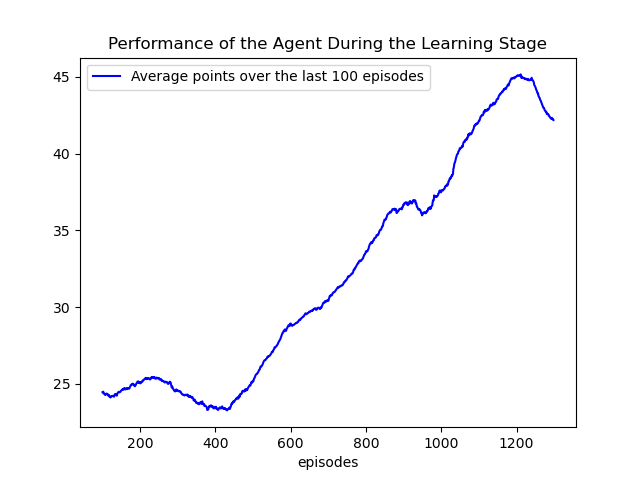 Performance of the Agent During the Learning Stage
Average points over the last 100 episodes
45
40
35
30
25
200 400 600 800 1000 1200
episodes